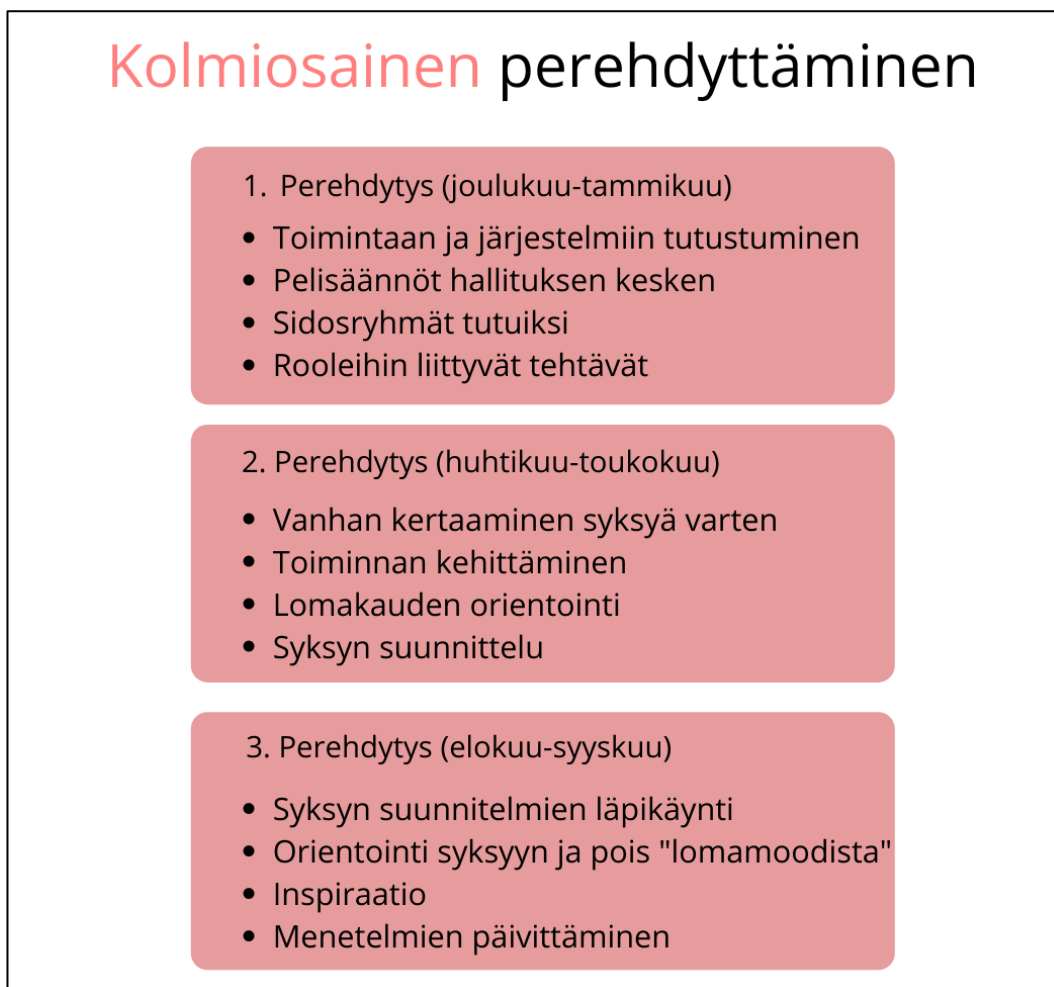 Kolmiosainen perehdyttäminen
1. Perehdytys (joulukuu-tammikuu)
• Toimintaan ja järjestelmiin tutustuminen
• Pelisäännöt hallituksen kesken
• Sidosryhmät tutuiksi
• Rooleihin liittyvät tehtävät
2. Perehdytys (huhtikuu-toukokuu)
• Vanhan kertaaminen syksyä varten
• Toiminnan kehittäminen
• Lomakauden orientointi
• Syksyn suunnittelu
3. Perehdytys (elokuu-syyskuu)
• Syksyn suunnitelmien läpikäynti
• Orientointi syksyyn ja pois "lomamoodista"
• Inspiraatio
• Menetelmien päivittäminen